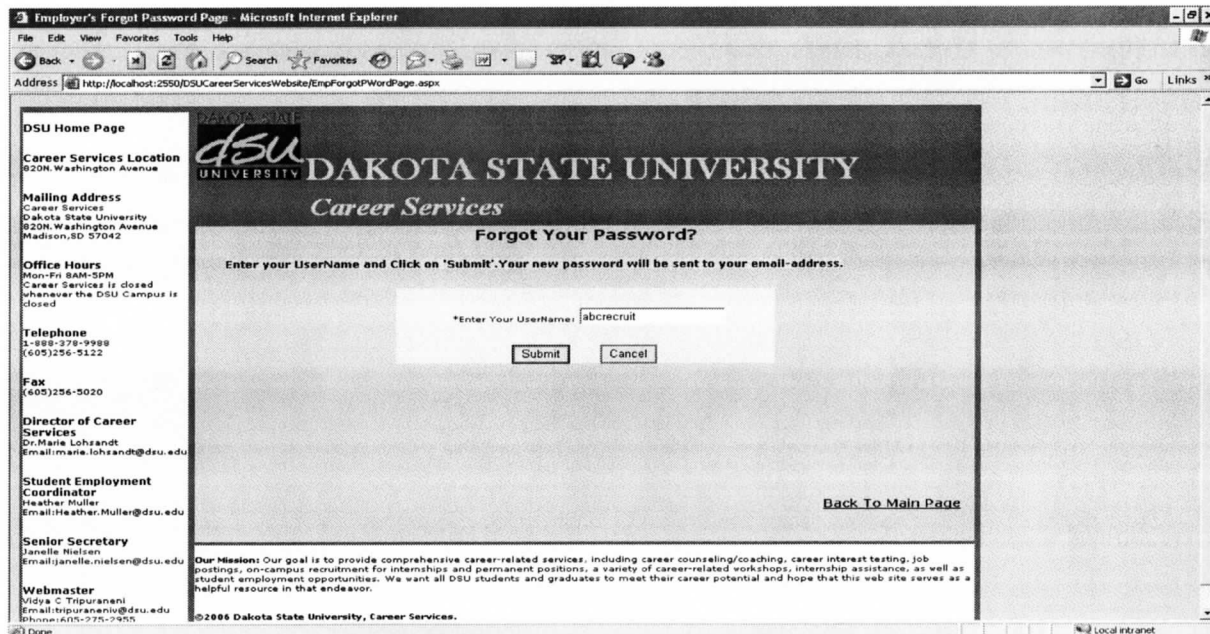 Employer's Forgot Password Page - Microsoft Internet Explorer
File Edit View Favorites Tools Help
Back Search Favorites
Address http://localhost:2550/DSUCareerServicesWebsite/EmpForgotPWordPage.aspx Go Links
DSU Home Page
Career Services Location
820N.Washington Avenue
Mailing Address
Career Services
Dakota State University
820N.Washington Avenue
Madison,SD 57042
Office Hours
Mon-Fri 8AM-5PM
Career Services is closed
whenever the DSU Campus is
closed
Telephone
1-888-378-9988
(605)256-5122
Fax
(605)256-5020
Director of Career
Services
Dr.Marie Lohsandt
Email:marie.lohsandt@dsu.edu
Student Employment
Coordinator
Heather Muller
Email:Heather.Muller@dsu.edu
Senior Secretary
Janelle Nielsen
Email:janelle.nielsen@dsu.edu
Webmaster
Vidya C Tripuraneni
Email:tripuraneniv@dsu.edu
Phone:605-275-2955
DAKOTA STATE
dsu
UNIVERSITY
DAKOTA STATE UNIVERSITY
Career Services
Forgot Your Password?
Enter your UserName and Click on 'Submit'.Your new password will be sent to your email-address.
*Enter Your UserName: abcrecruit
Submit Cancel
Back To Main Page
Our Mission: Our goal is to provide comprehensive career-related services, including career counseling/coaching, career interest testing, job
postings, on-campus recruitment for internships and permanent positions, a variety of career-related workshops, internship assistance, as well as
student employment opportunities. We want all DSU students and graduates to meet their career potential and hope that this web site serves as a
helpful resource in that endeavor.
©2006 Dakota State University, Career Services.
Done Local intranet